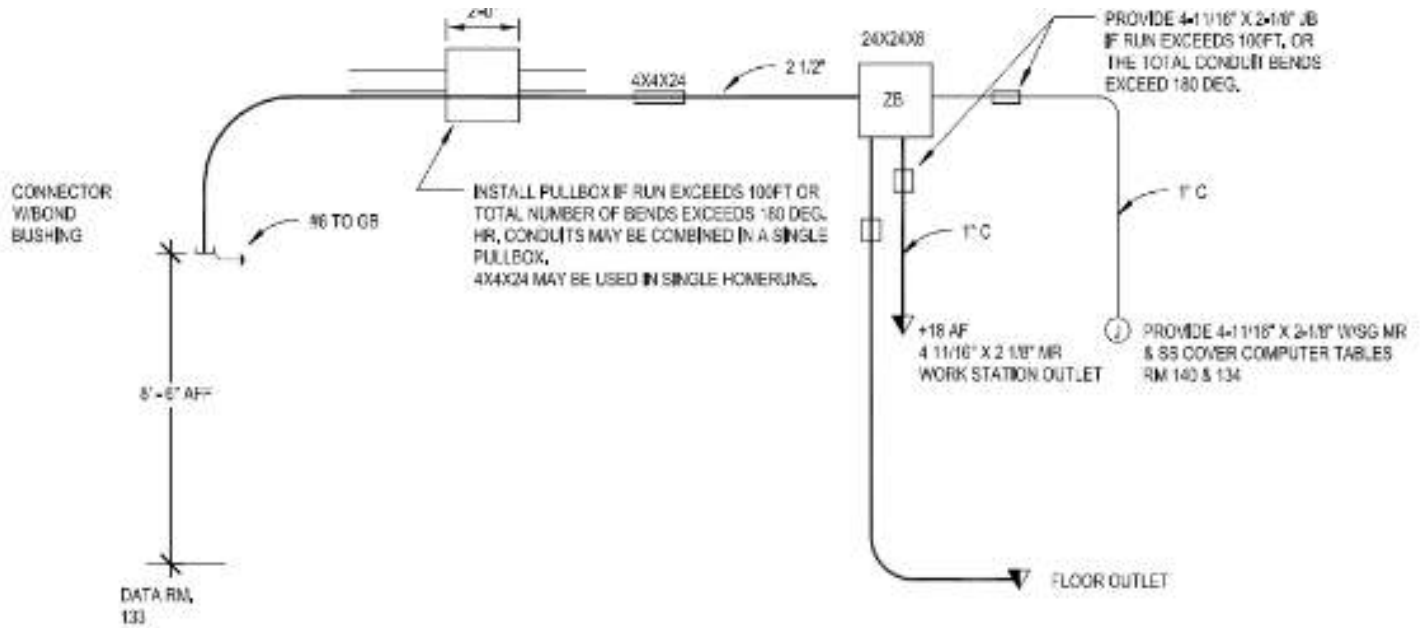 2'-0"
PROVIDE 4-11/16" X 2-1/8" JB
IF RUN EXCEEDS 100FT, OR
THE TOTAL CONDUIT BENDS
EXCEED 180 DEG.
24X24X8
2 1/2"
4X4X24
ZB
CONNECTOR
W/BOND
BUSHING
#6 TO GB
INSTALL PULLBOX IF RUN EXCEEDS 100FT OR
TOTAL NUMBER OF BENDS EXCEEDS 180 DEG.
HR, CONDUITS MAY BE COMBINED IN A SINGLE
PULLBOX.
4X4X24 MAY BE USED IN SINGLE HOMERUNS.
1" C
1" C
+18 AF
4 11/16" X 2 1/8" MR
WORK STATION OUTLET
J
PROVIDE 4-11/16" X 2-1/8" W/SG MR
& SS COVER COMPUTER TABLES
RM 140 & 134
8'-6" AFF
FLOOR OUTLET
DATA RM,
133